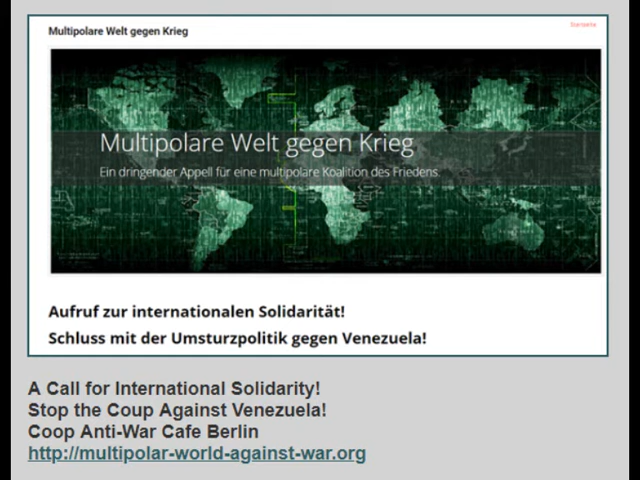 Startseite
Multipolare Welt gegen Krieg
Multipolare Welt gegen Krieg
Ein dringender Appell für eine multipolare Koalition des Friedens.
Aufruf zur internationalen Solidarität!
Schluss mit der Umsturzpolitik gegen Venezuela!
A Call for International Solidarity!
Stop the Coup Against Venezuela!
Coop Anti-War Cafe Berlin
http://multipolar-world-against-war.org